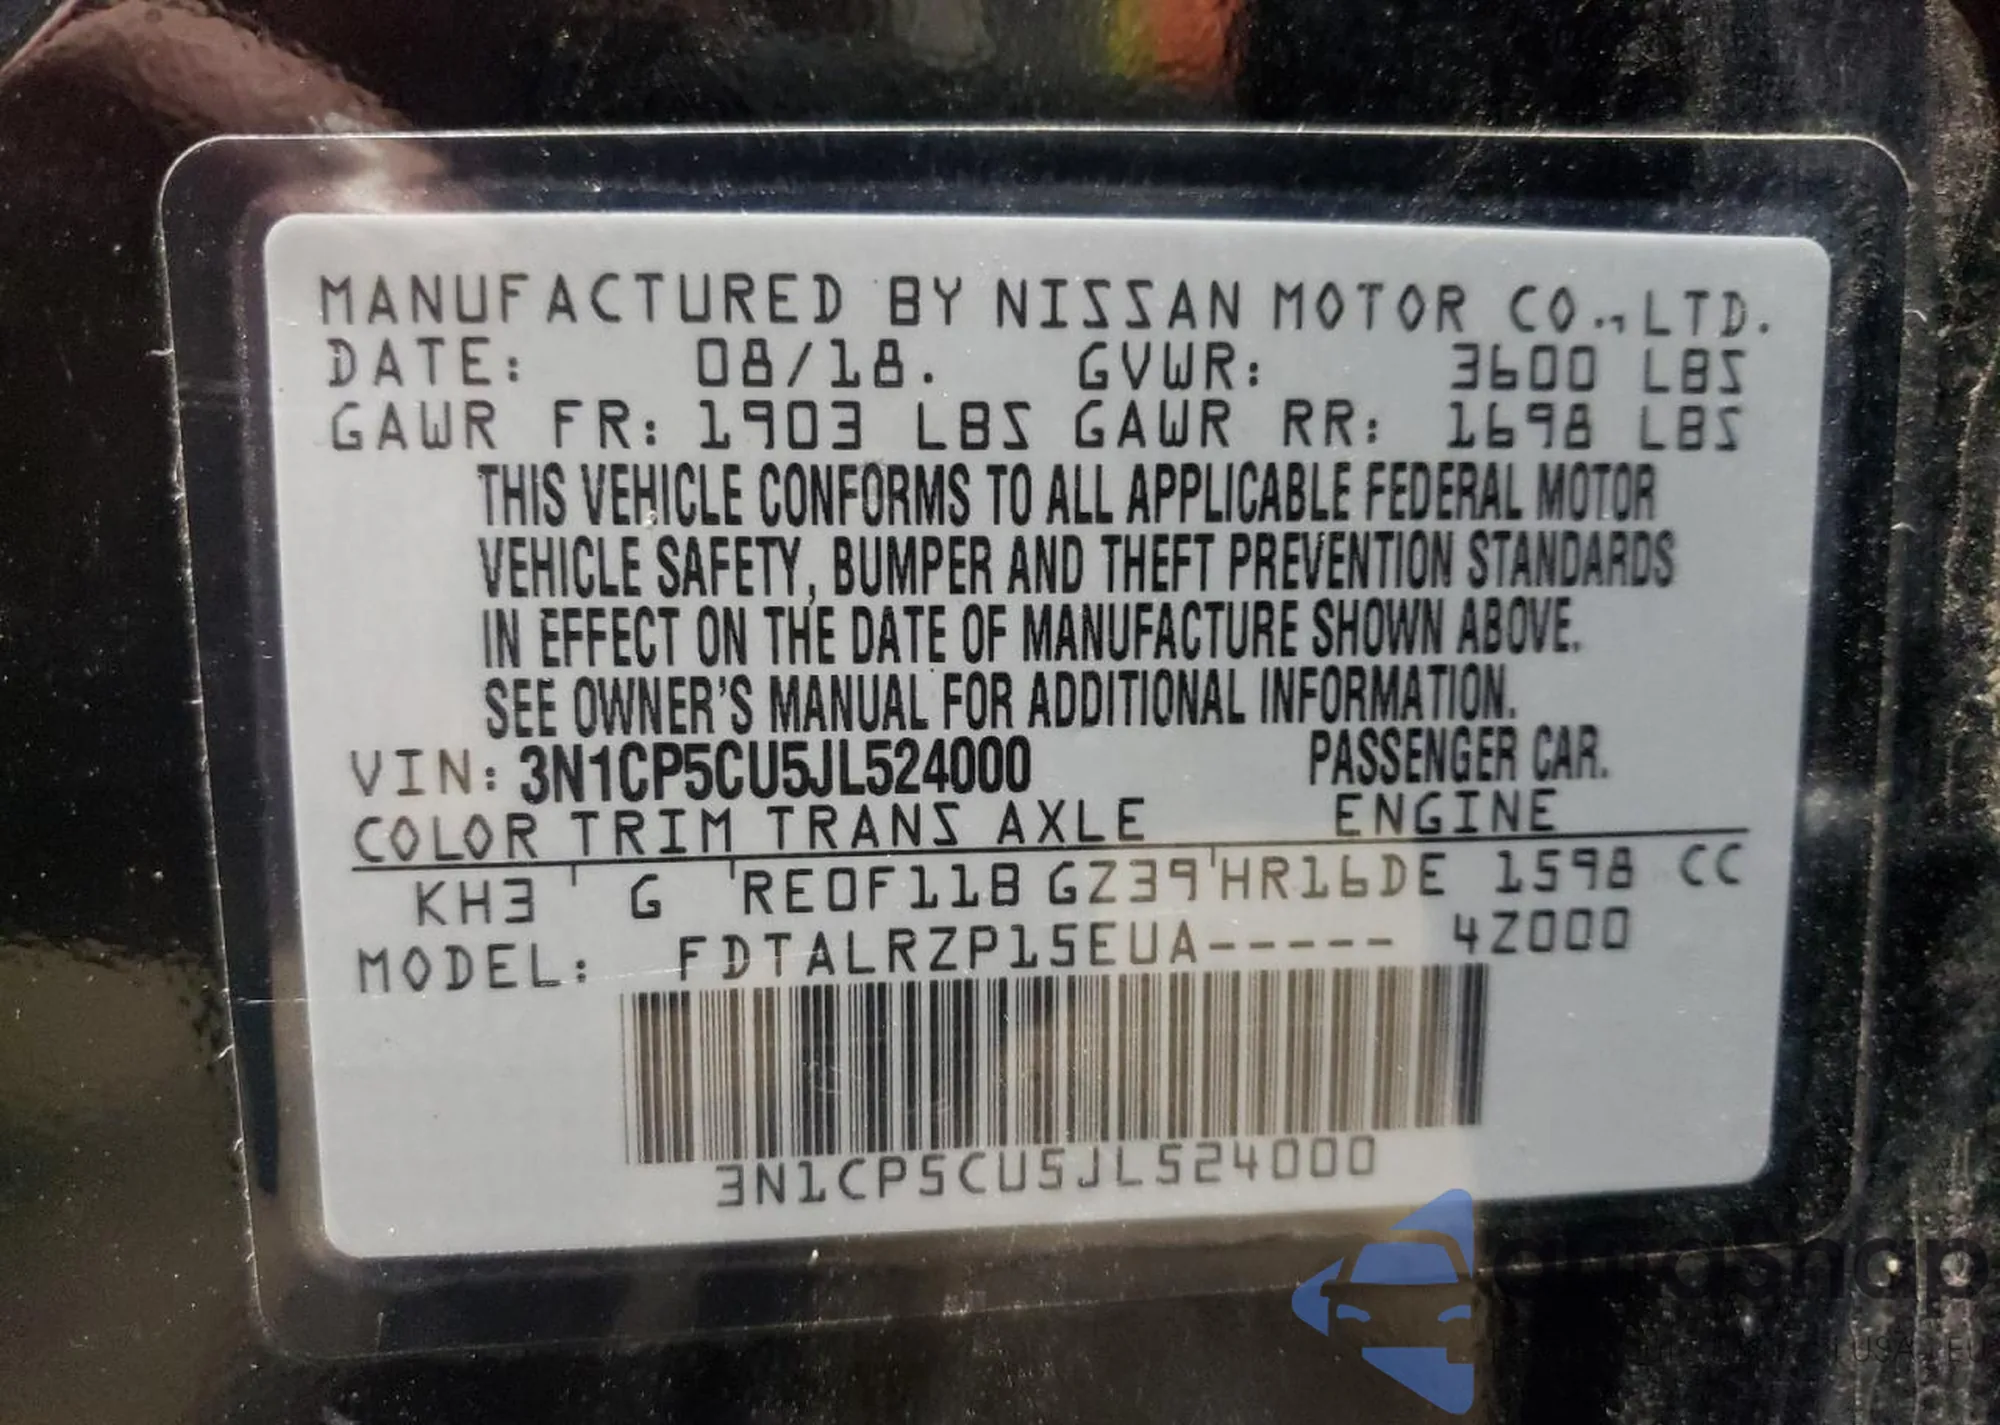 MANUFACTURED BY NISSAN MOTOR CO.,LTD.
DATE: 08/18. GVWR: 3600 LBS
GAWR FR: 1903 LBS GAWR RR: 1698 LBS
THIS VEHICLE CONFORMS TO ALL APPLICABLE FEDERAL MOTOR
VEHICLE SAFETY, BUMPER AND THEFT PREVENTION STANDARDS
IN EFFECT ON THE DATE OF MANUFACTURE SHOWN ABOVE.
SEE OWNER'S MANUAL FOR ADDITIONAL INFORMATION.
VIN: 3N1CP5CU5JL524000 PASSENGER CAR.
COLOR TRIM TRANS AXLE ENGINE
KH3 G RE0F11B GZ39 HR16DE 1598 CC
MODEL: FDTALRZP15EUA----- 4Z000
3N1CP5CU5JL524000
autosnap
USA | EU